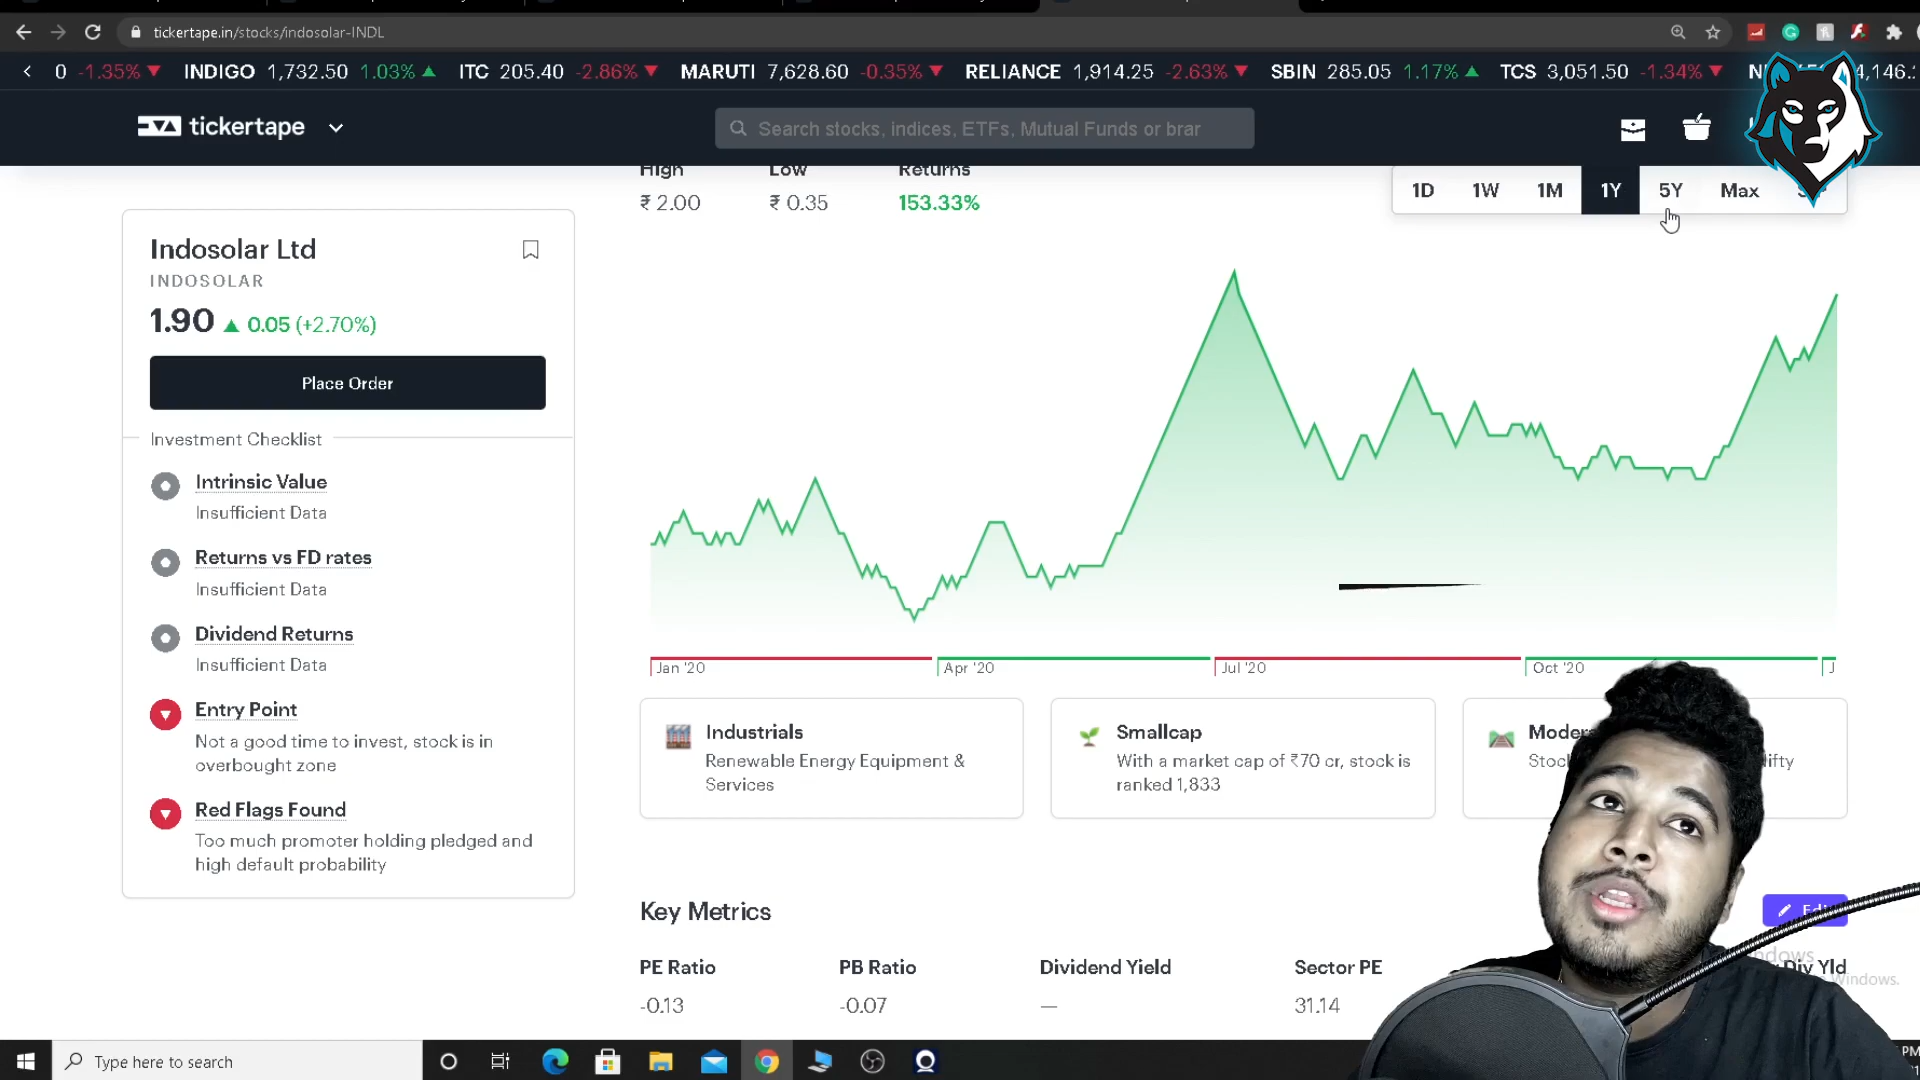 tickertape.in/stocks/indosolar-INDL
0 -1.35% ▼ INDIGO 1,732.50 1.03% ▲ ITC 205.40 -2.86% ▼ MARUTI 7,628.60 -0.35% ▼ RELIANCE 1,914.25 -2.63% ▼ SBIN 285.05 1.17% ▲ TCS 3,051.50 -1.34% ▼
tickertape
Search stocks, indices, ETFs, Mutual Funds or brar
High Low Returns
₹ 2.00 ₹ 0.35 153.33%
1D 1W 1M 1Y 5Y Max
Indosolar Ltd
INDOSOLAR
1.90 ▲ 0.05 (+2.70%)
Place Order
Investment Checklist
Intrinsic Value
Insufficient Data
Returns vs FD rates
Insufficient Data
Dividend Returns
Insufficient Data
Entry Point
Not a good time to invest, stock is in
overbought zone
Red Flags Found
Too much promoter holding pledged and
high default probability
Jan '20 Apr '20 Jul '20 Oct '20 J
Industrials
Renewable Energy Equipment &
Services
Smallcap
With a market cap of ₹70 cr, stock is
ranked 1,833
Key Metrics
PE Ratio PB Ratio Dividend Yield Sector PE Div Yld
-0.13 -0.07 — 31.14
Windows.
Type here to search
PM